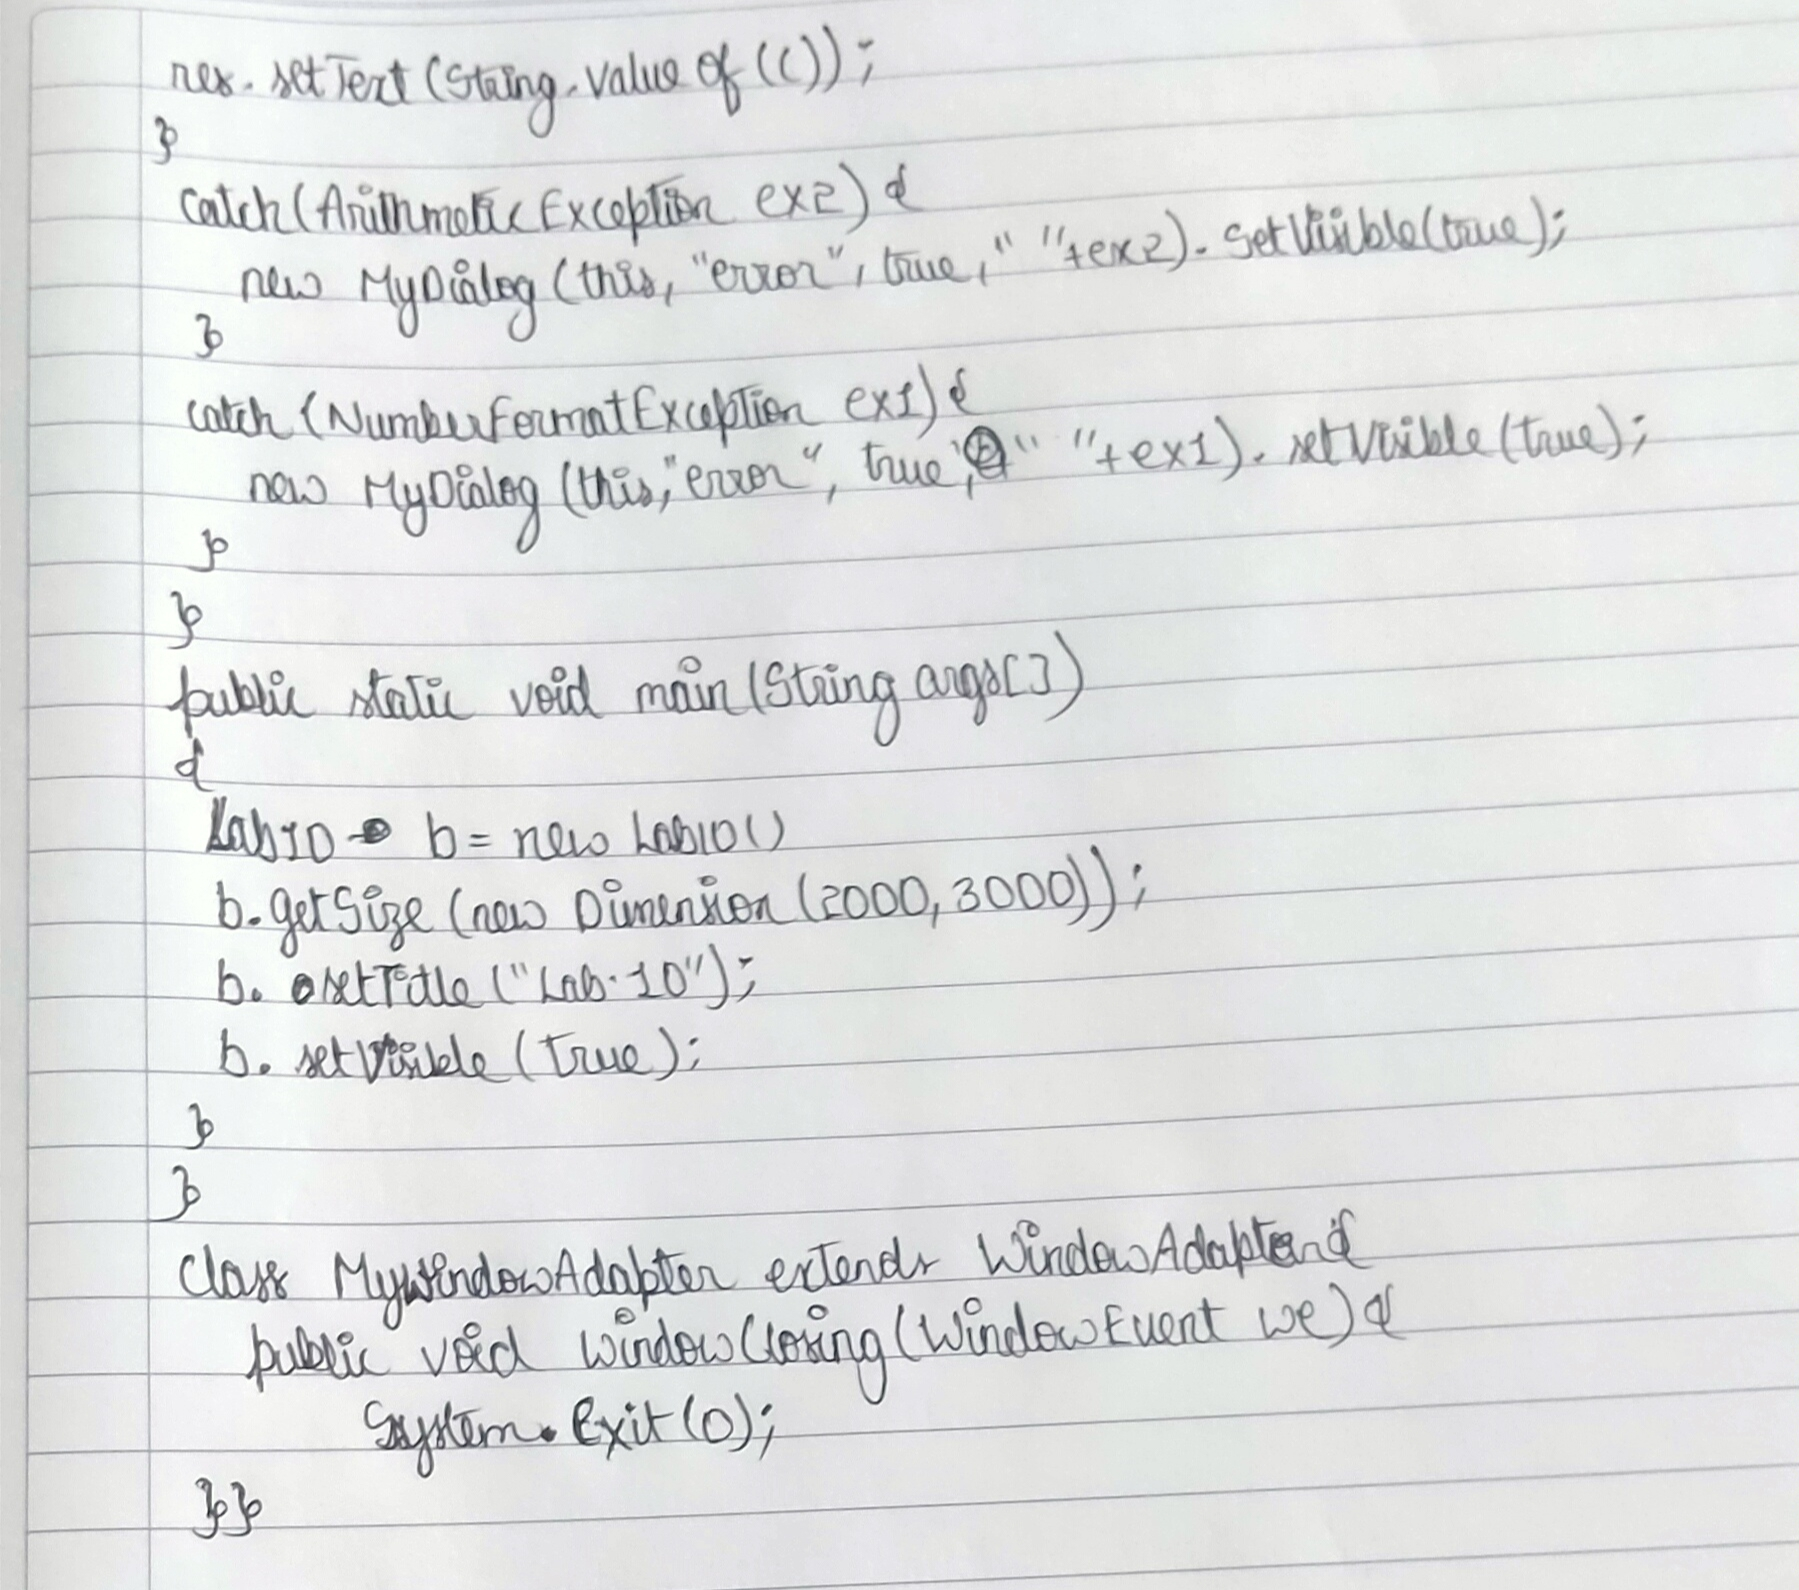 res. setText (String. value of (c));
}
catch (ArithmeticException ex2) {
new MyDialog (this, "error", true, " "+ex2). setVisible(true);
}
catch (NumberFormatException ex1) {
new MyDialog (this, "error", true, " "+ex1). setVisible (true);
}
}
public static void main (String args[])
{
Lab10 b = new Lab10()
b. getSize (new Dimension (2000, 3000));
b. setTitle ("Lab-10");
b. setVisible (true);
}
}
class MyWindowAdapter extends WindowAdapter {
public void windowClosing (WindowEvent we) {
System. Exit (0);
}}